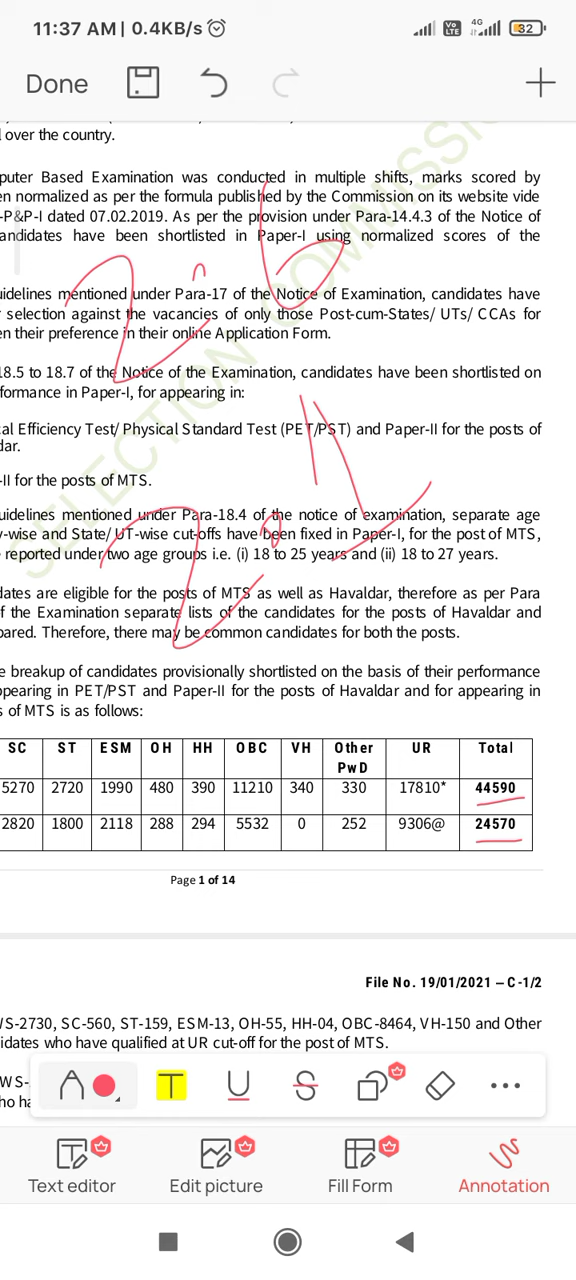 11:37 AM | 0.4KB/s
Vo LTE 4G 32
Done
l over the country.
puter Based Examination was conducted in multiple shifts, marks scored by
en normalized as per the formula published by the Commission on its website vide
-P&P-I dated 07.02.2019. As per the provision under Para-14.4.3 of the Notice of
andidates have been shortlisted in Paper-I using normalized scores of the
uidelines mentioned under Para-17 of the Notice of Examination, candidates have
r selection against the vacancies of only those Post-cum-States/ UTs/ CCAs for
en their preference in their online Application Form.
18.5 to 18.7 of the Notice of the Examination, candidates have been shortlisted on
formance in Paper-I, for appearing in:
cal Efficiency Test/ Physical Standard Test (PET/PST) and Paper-II for the posts of
dar.
-II for the posts of MTS.
uidelines mentioned under Para-18.4 of the notice of examination, separate age
y-wise and State/ UT-wise cut-offs have been fixed in Paper-I, for the post of MTS,
e reported under two age groups i.e. (i) 18 to 25 years and (ii) 18 to 27 years.
dates are eligible for the posts of MTS as well as Havaldar, therefore as per Para
f the Examination separate lists of the candidates for the posts of Havaldar and
pared. Therefore, there may be common candidates for both the posts.
e breakup of candidates provisionally shortlisted on the basis of their performance
ppearing in PET/PST and Paper-II for the posts of Havaldar and for appearing in
s of MTS is as follows:
SC ST ESM OH HH OBC VH Other PwD UR Total
5270 2720 1990 480 390 11210 340 330 17810* 44590
2820 1800 2118 288 294 5532 0 252 9306@ 24570
Page 1 of 14
File No. 19/01/2021 – C-1/2
WS-2730, SC-560, ST-159, ESM-13, OH-55, HH-04, OBC-8464, VH-150 and Other
idates who have qualified at UR cut-off for the post of MTS.
WS-
ho ha
Text editor Edit picture Fill Form Annotation
SELECTION COMMISSION